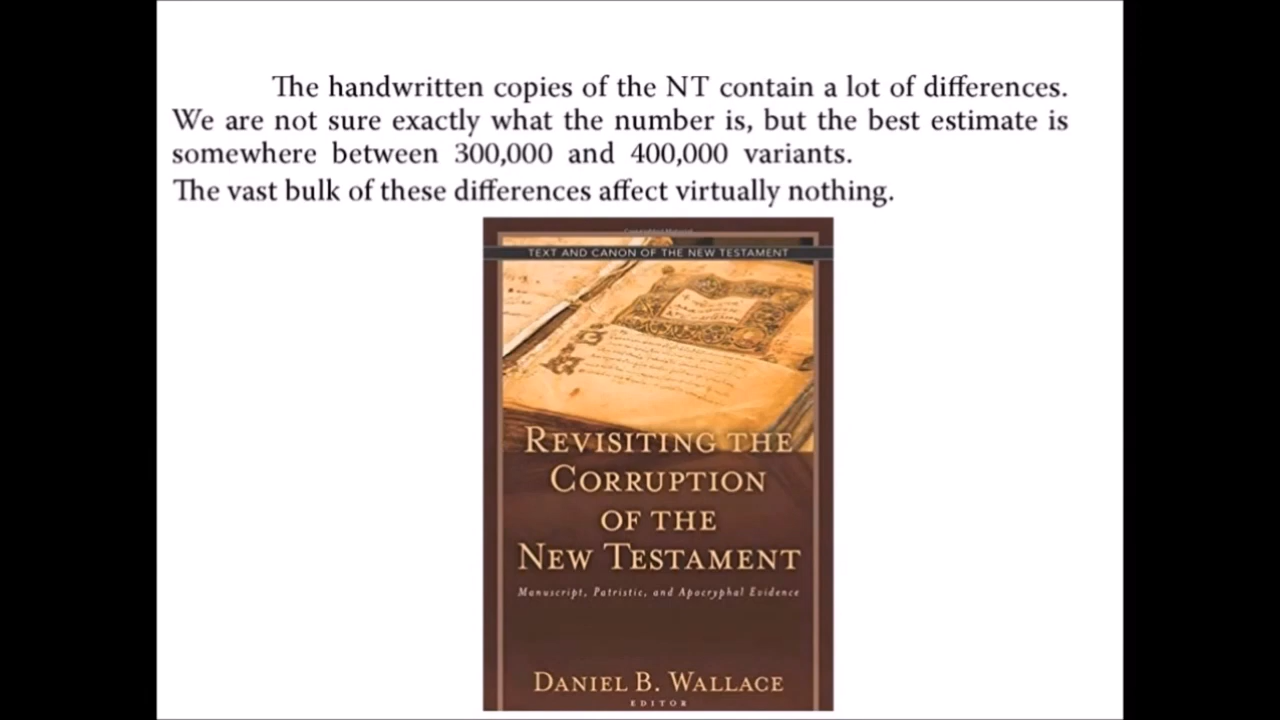 The handwritten copies of the NT contain a lot of differences.
We are not sure exactly what the number is, but the best estimate is
somewhere between 300,000 and 400,000 variants.
The vast bulk of these differences affect virtually nothing.
TEXT AND CANON OF THE NEW TESTAMENT
REVISITING THE
CORRUPTION
OF THE
NEW TESTAMENT
Manuscript, Patristic, and Apocryphal Evidence
DANIEL B. WALLACE
EDITOR